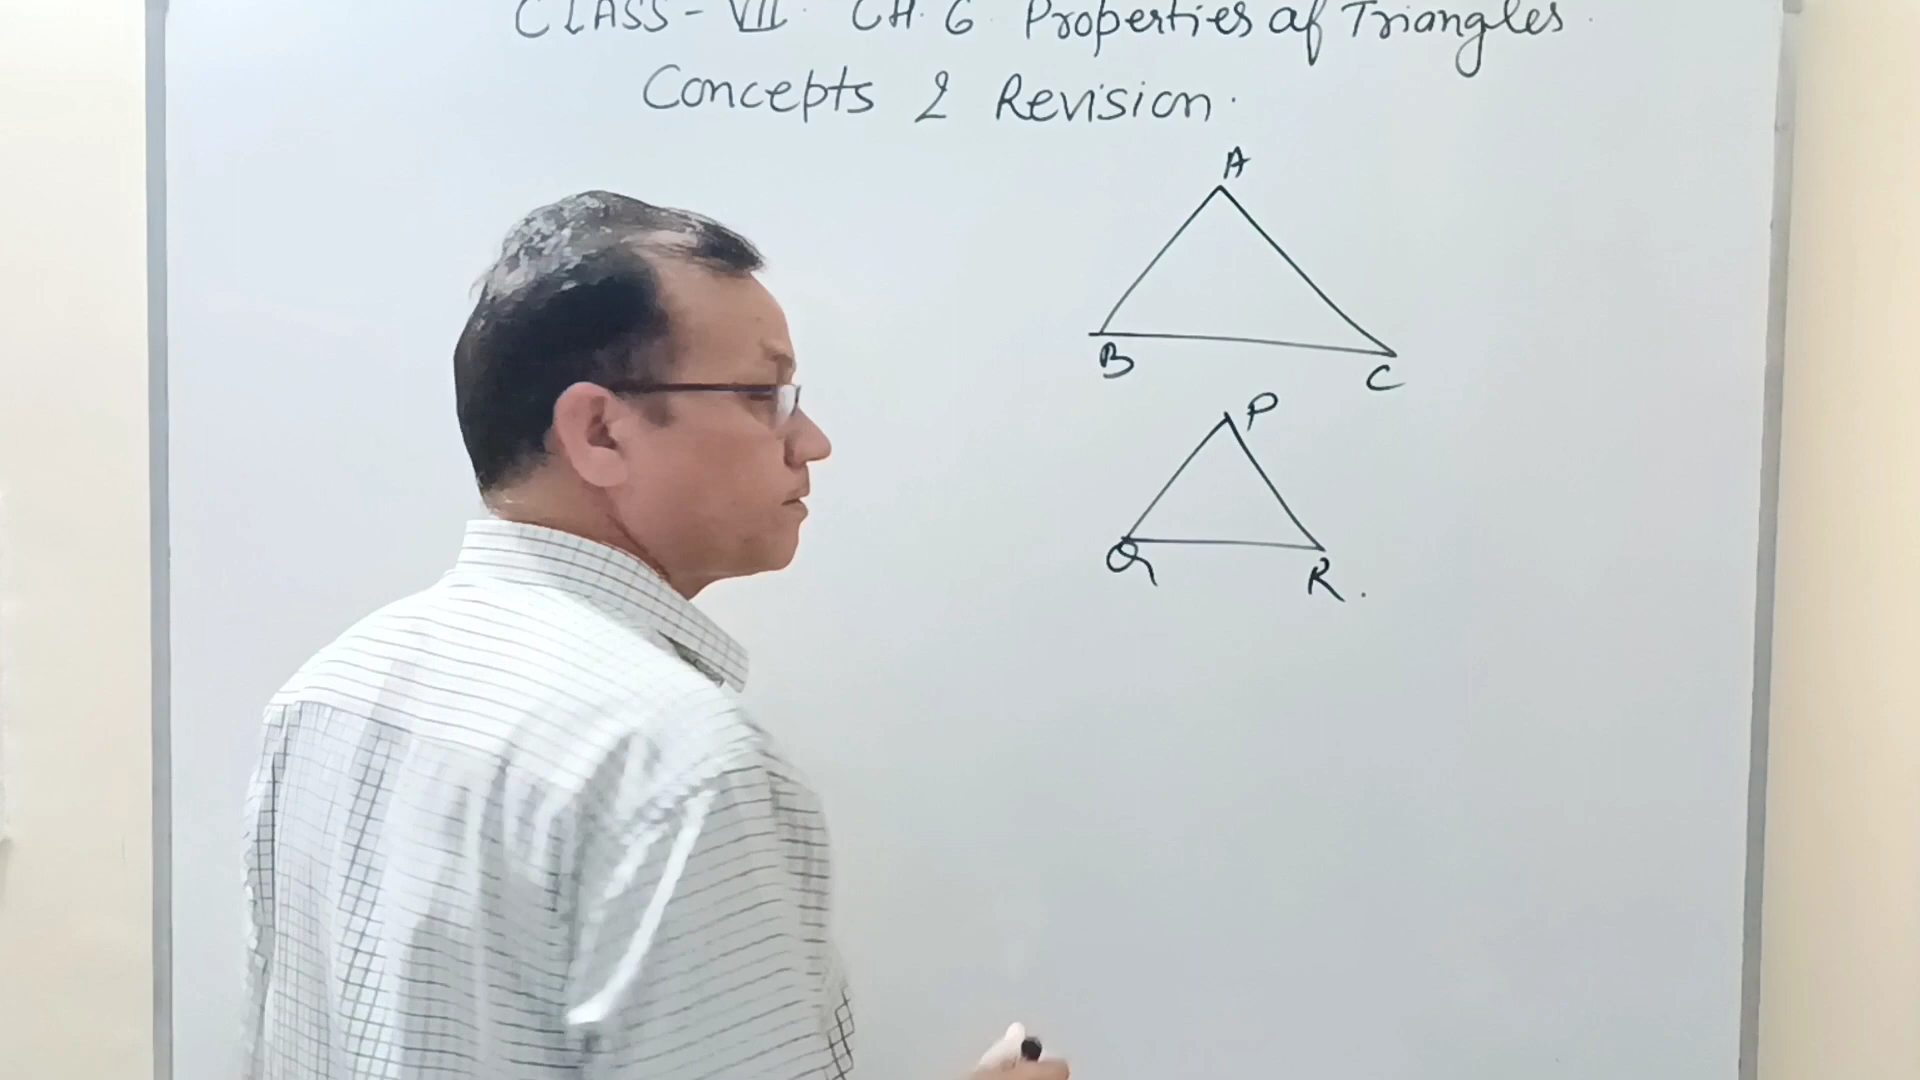 CLASS - VII. CH. 6 Properties of Triangles.
Concepts & Revision.
A
B
C
P
Q
R.